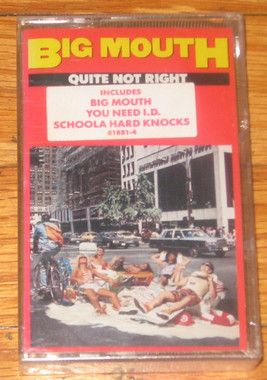 BIG MOUTH
QUITE NOT RIGHT
INCLUDES
BIG MOUTH
YOU NEED I.D.
SCHOOLA HARD KNOCKS
81881-4